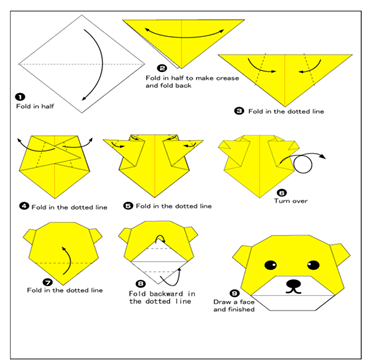 1 Fold in half
2 Fold in half to make crease
and fold back
3 Fold in the dotted line
4 Fold in the dotted line
5 Fold in the dotted line
6 Turn over
7 Fold in the dotted line
8 Fold backward in
the dotted line
9 Draw a face
and finished